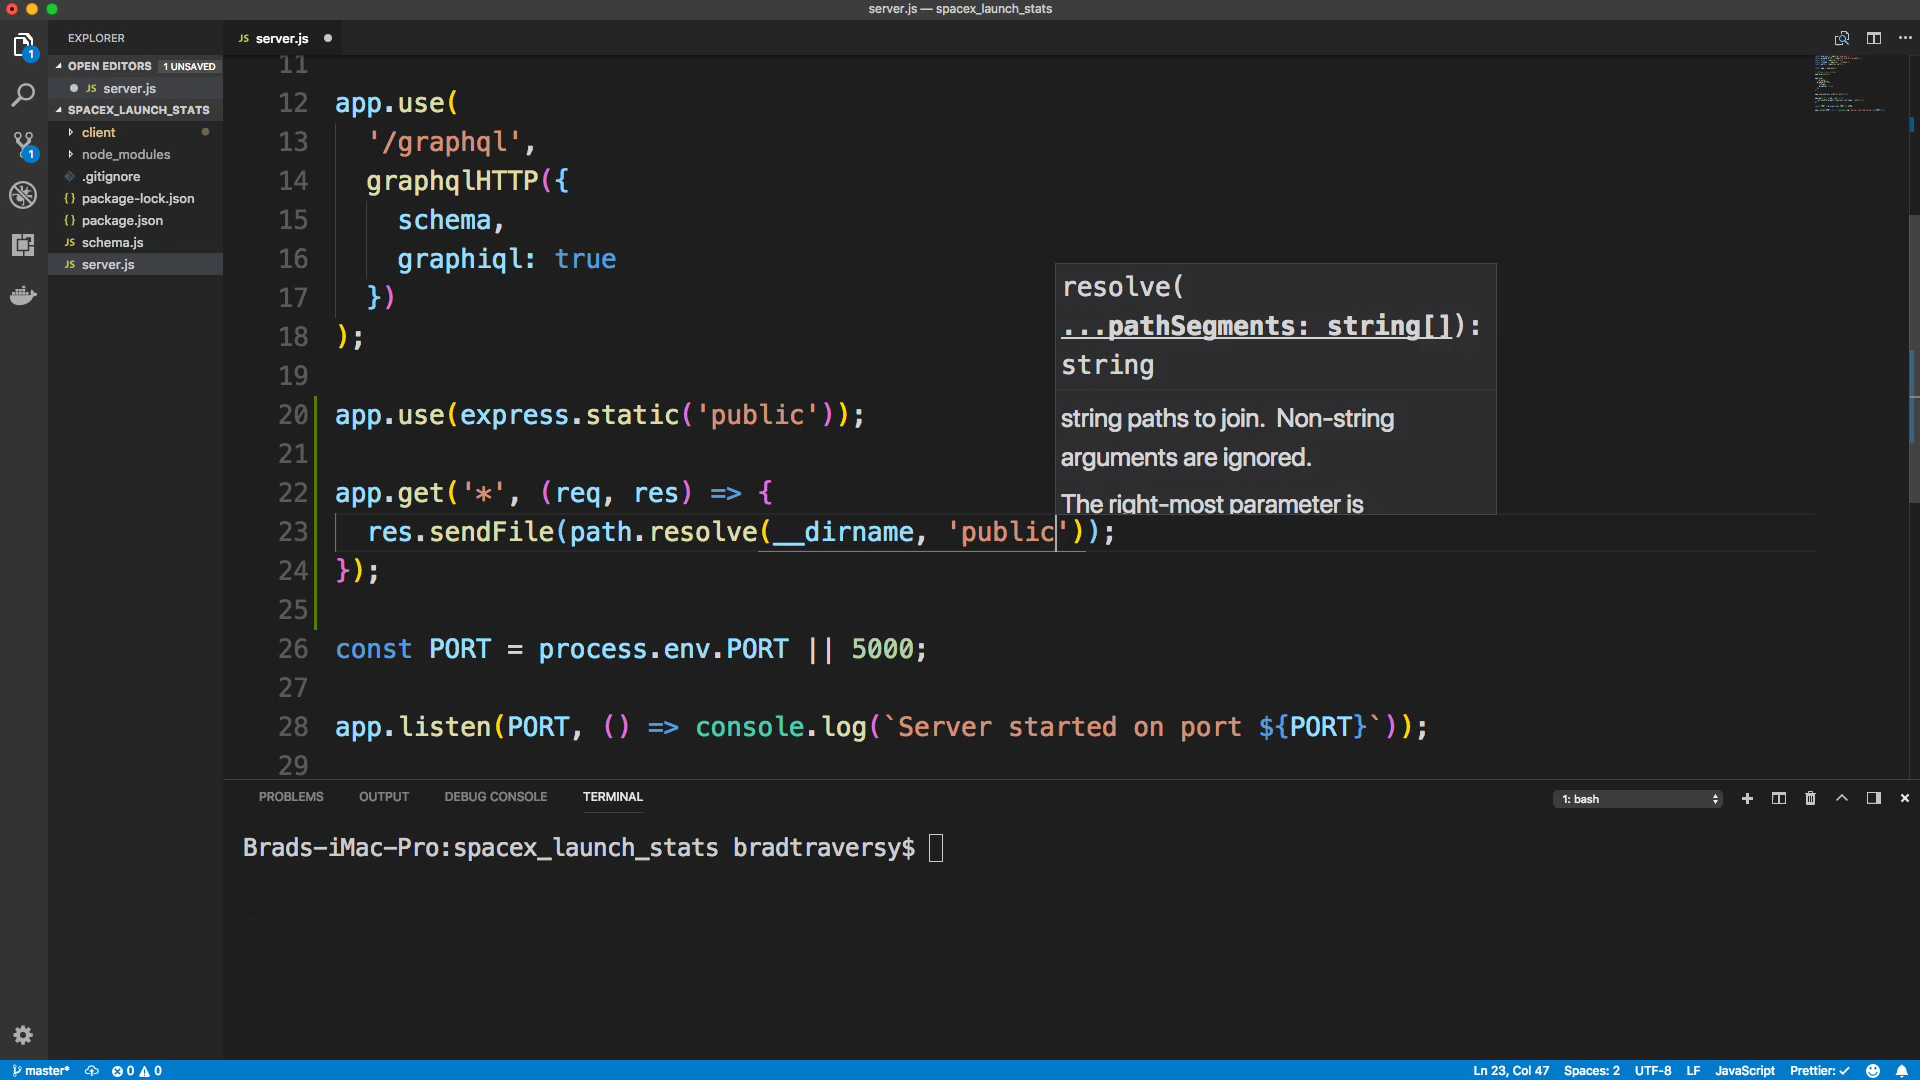 server.js — spacex_launch_stats
EXPLORER
OPEN EDITORS 1 UNSAVED
JS server.js
SPACEX_LAUNCH_STATS
client
node_modules
.gitignore
{} package-lock.json
{} package.json
JS schema.js
JS server.js
1
1
JS server.js
11
12 app.use(
13 '/graphql',
14 graphqlHTTP({
15 schema,
16 graphiql: true
17 })
18 );
19
20 app.use(express.static('public'));
21
22 app.get('*', (req, res) => {
23 res.sendFile(path.resolve(__dirname, 'public'));
24 });
25
26 const PORT = process.env.PORT || 5000;
27
28 app.listen(PORT, () => console.log(`Server started on port ${PORT}`));
29
resolve(
...pathSegments: string[]):
string
string paths to join. Non-string
arguments are ignored.
The right-most parameter is
PROBLEMS OUTPUT DEBUG CONSOLE TERMINAL
1: bash
Brads-iMac-Pro:spacex_launch_stats bradtraversy$
master* 0 0
Ln 23, Col 47 Spaces: 2 UTF-8 LF JavaScript Prettier: ✓